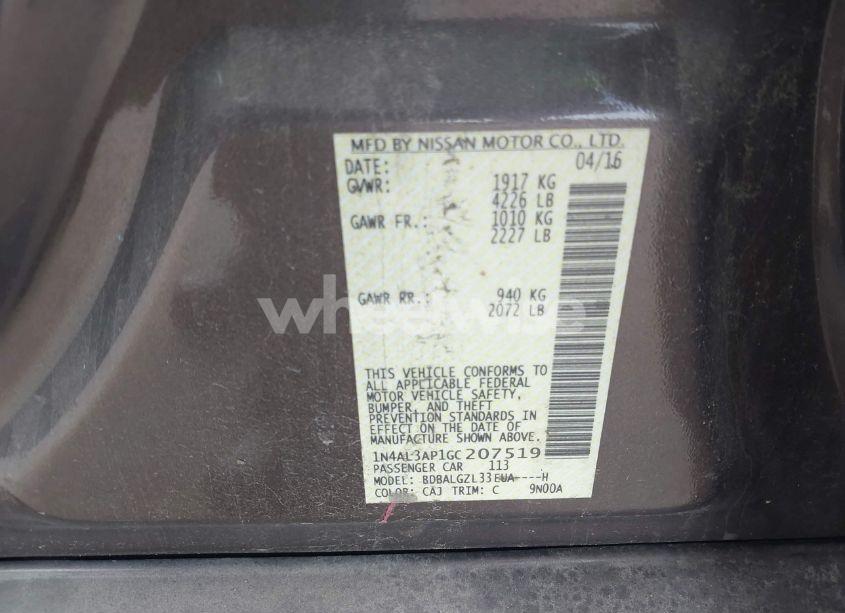 MFD BY NISSAN MOTOR CO., LTD.
DATE: 04/16
GVWR: 1917 KG
4226 LB
GAWR FR.: 1010 KG
2227 LB
GAWR RR.: 940 KG
2072 LB
wheelwise
THIS VEHICLE CONFORMS TO
ALL APPLICABLE FEDERAL
MOTOR VEHICLE SAFETY,
BUMPER, AND THEFT
PREVENTION STANDARDS IN
EFFECT ON THE DATE OF
MANUFACTURE SHOWN ABOVE.
1N4AL3AP1GC207519
PASSENGER CAR 113
MODEL: BDBALGZL33EUA----H
COLOR: CAJ TRIM: C 9N00A